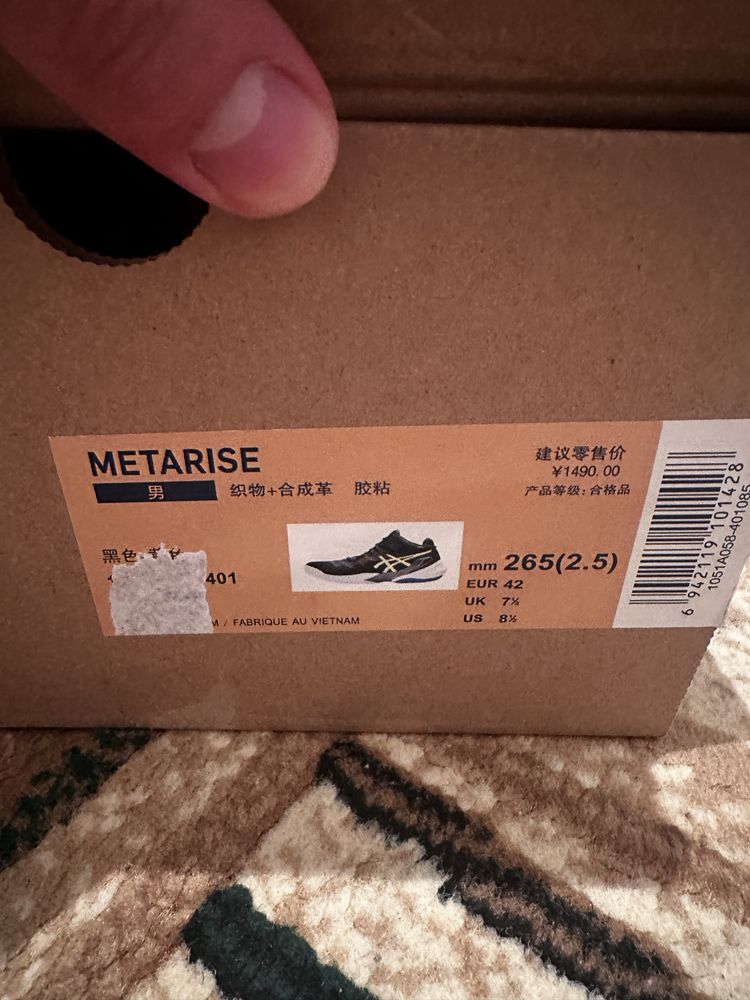 METARISE
男 织物+合成革 胶粘
建议零售价
¥1490.00
产品等级:合格品
黑色
401
M / FABRIQUE AU VIETNAM
mm 265(2.5)
EUR 42
UK 7½
US 8½
6 942119 101428
1051A058-401085